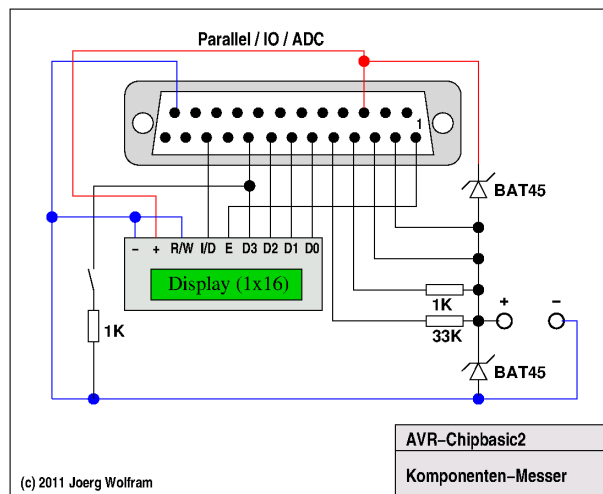 Parallel / IO / ADC
1
BAT45
– + R/W I/D E D3 D2 D1 D0
Display (1x16)
1K
+ –
1K
33K
BAT45
AVR–Chipbasic2
Komponenten–Messer
(c) 2011 Joerg Wolfram